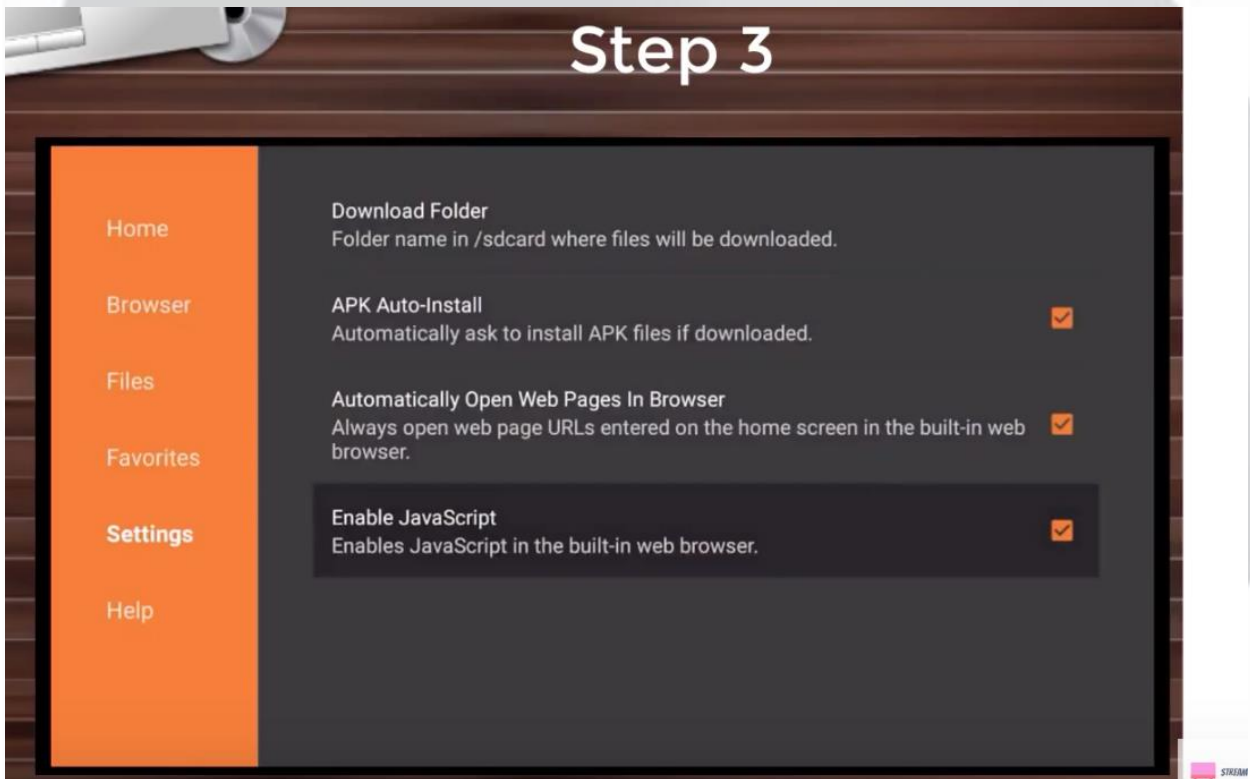 Step 3
Home
Browser
Files
Favorites
Settings
Help
Download Folder
Folder name in /sdcard where files will be downloaded.
APK Auto-Install
Automatically ask to install APK files if downloaded.
Automatically Open Web Pages In Browser
Always open web page URLs entered on the home screen in the built-in web
browser.
Enable JavaScript
Enables JavaScript in the built-in web browser.
STREAM